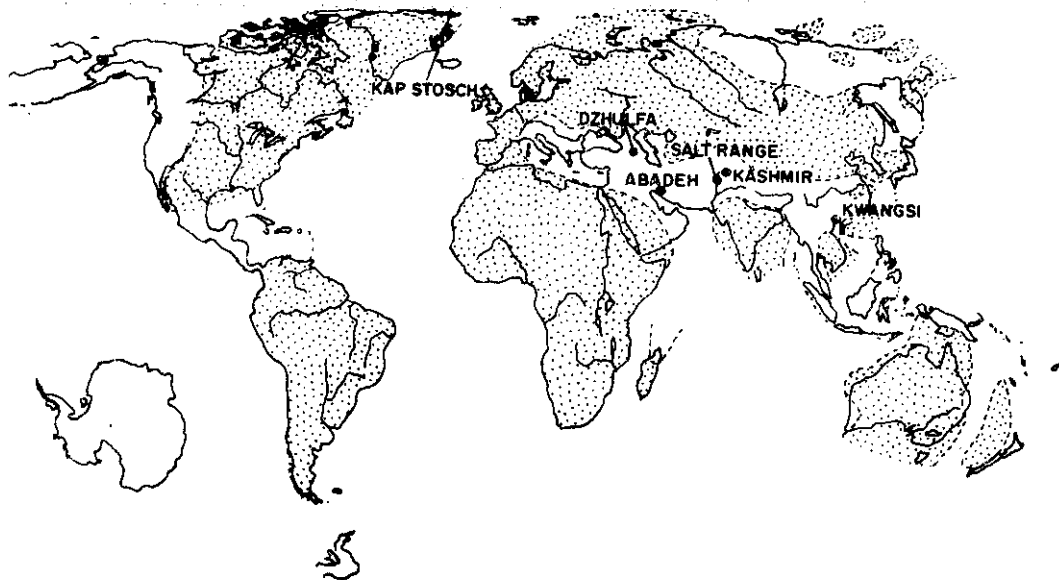 KAP STOSCH
DZHULFA
SALT RANGE
ABADEH
KASHMIR
KWANGSI